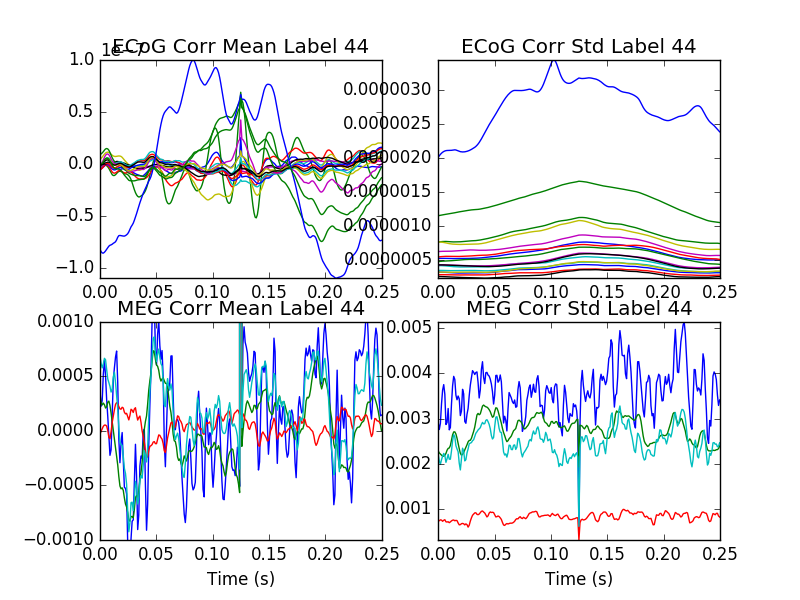 ECoG Corr Mean Label 44
1e−7
1.0
0.5
0.0
−0.5
−1.0
0.00 0.05 0.10 0.15 0.20 0.25
ECoG Corr Std Label 44
0.0000030
0.0000025
0.0000020
0.0000015
0.0000010
0.0000005
0.00 0.05 0.10 0.15 0.20 0.25
MEG Corr Mean Label 44
0.0010
0.0005
0.0000
−0.0005
−0.0010
0.00 0.05 0.10 0.15 0.20 0.25
Time (s)
MEG Corr Std Label 44
0.005
0.004
0.003
0.002
0.001
0.00 0.05 0.10 0.15 0.20 0.25
Time (s)